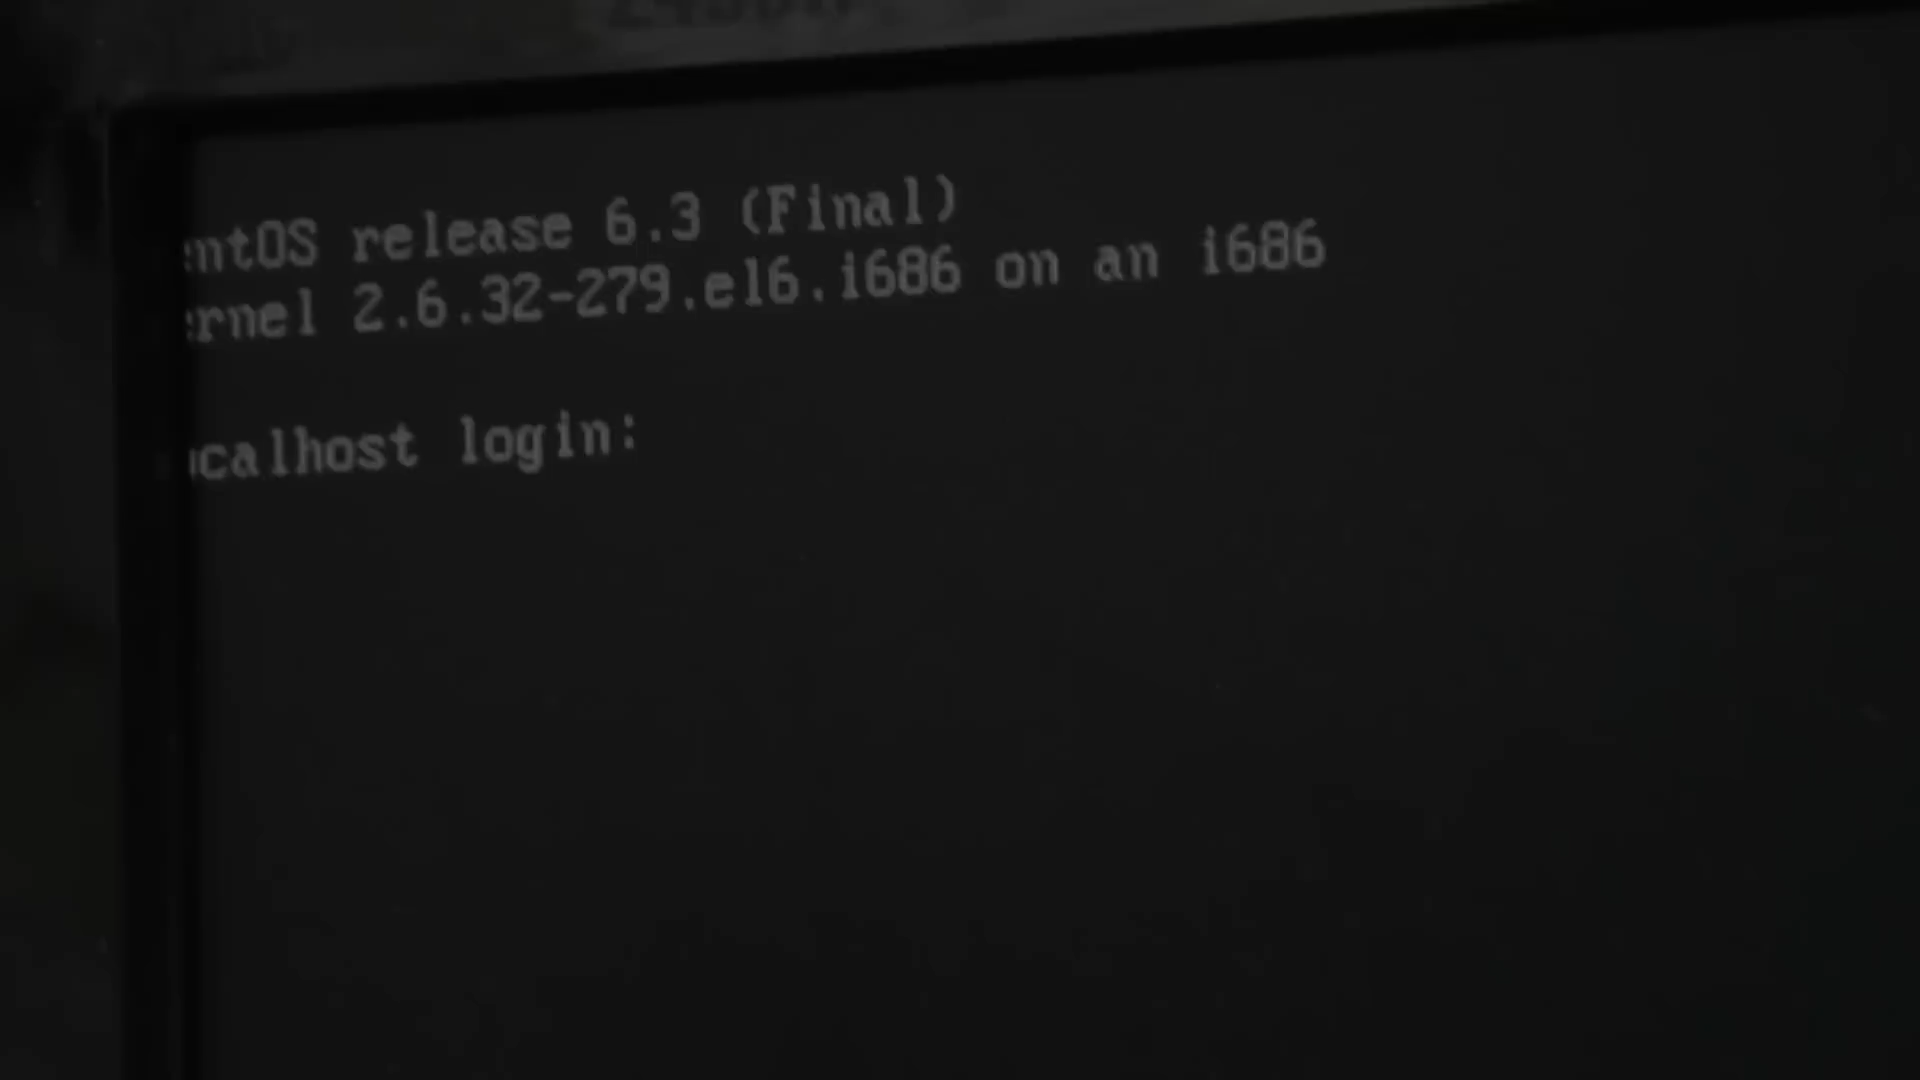 ntOS release 6.3 (Final)
rnel 2.6.32-279.el6.i686 on an i686
calhost login: